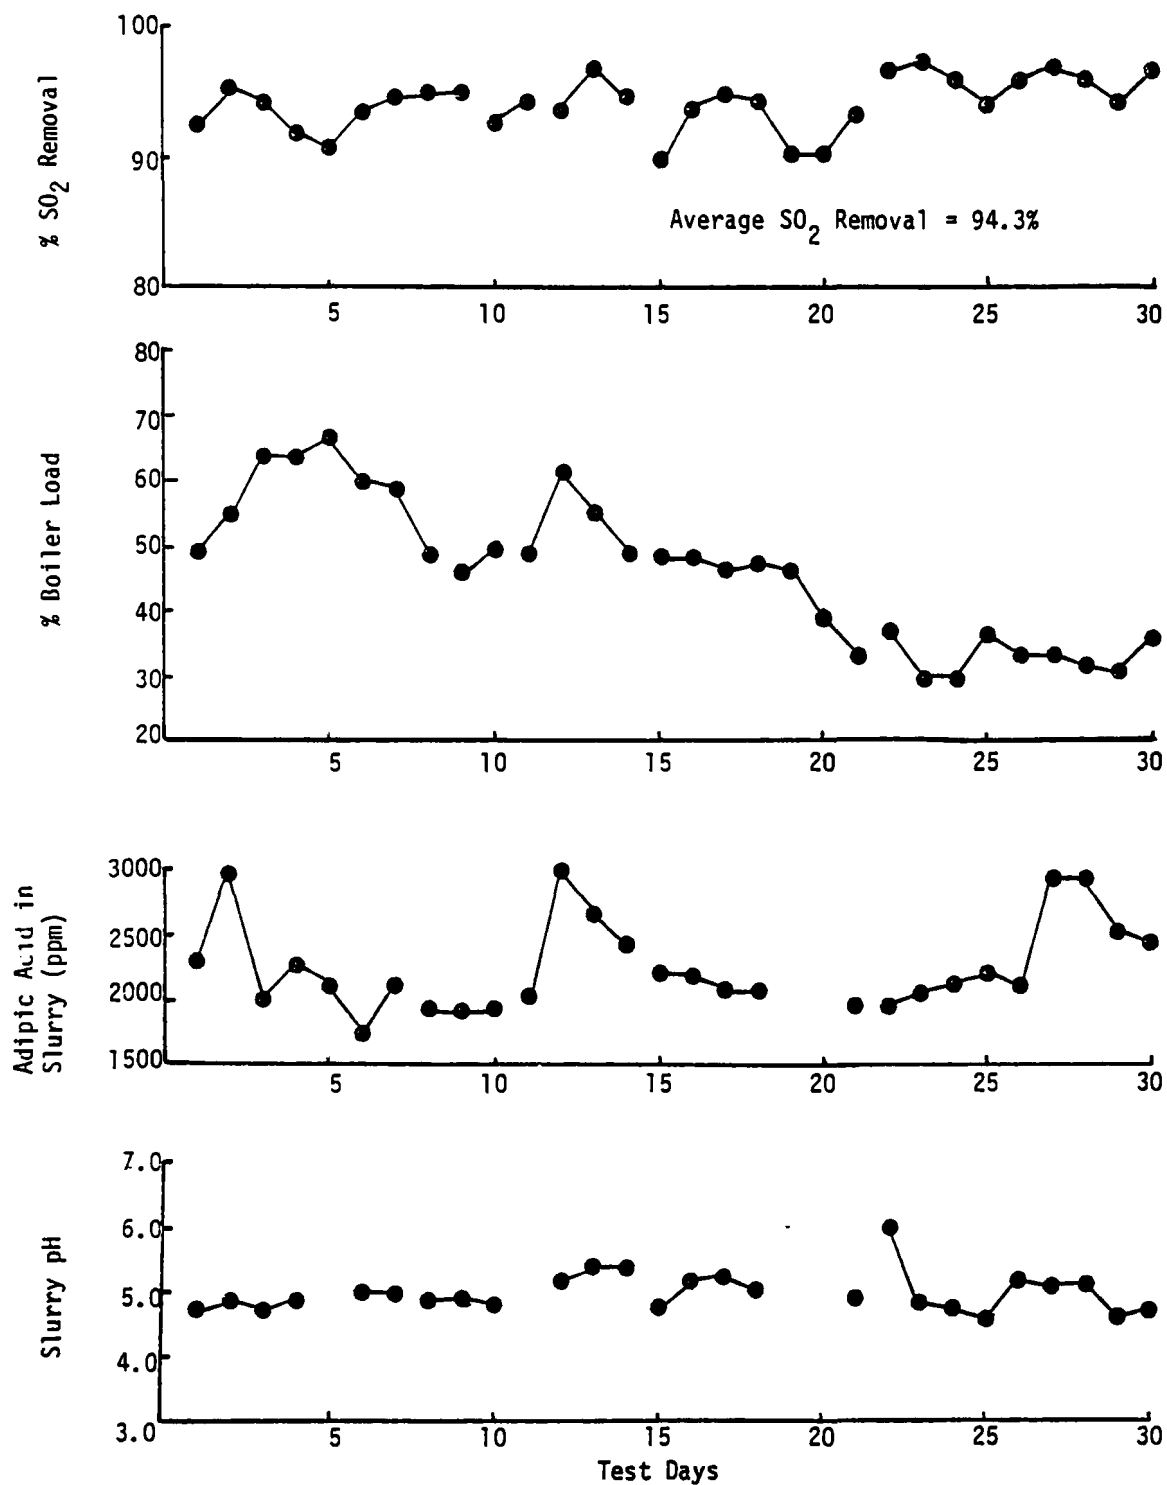 100
90
80
% SO2 Removal
Average SO2 Removal = 94.3%
5 10 15 20 25 30
80
70
60
50
40
30
20
% Boiler Load
5 10 15 20 25 30
3000
2500
2000
1500
Adipic Acid in
Slurry (ppm)
5 10 15 20 25 30
7.0
6.0
5.0
4.0
3.0
Slurry pH
5 10 15 20 25 30
Test Days